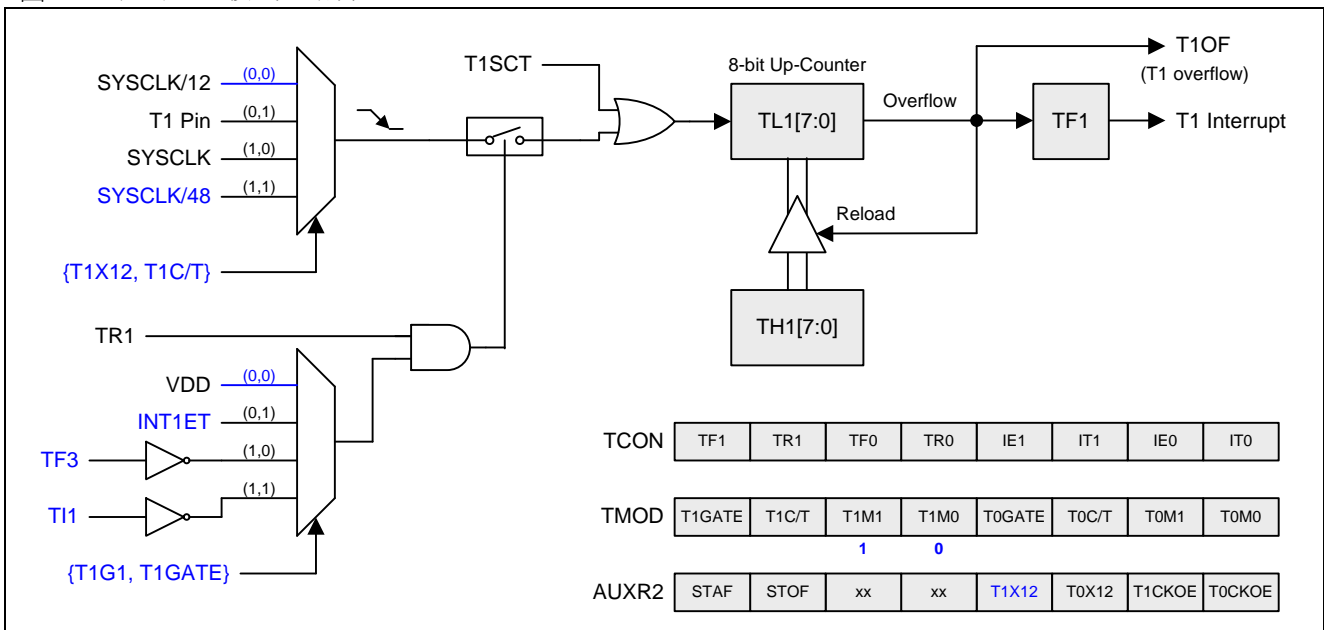 T1SCT
8-bit Up-Counter
T1OF
(T1 overflow)
SYSCLK/12 (0,0)
T1 Pin (0,1)
SYSCLK (1,0)
SYSCLK/48 (1,1)
TL1[7:0]
Overflow
TF1
T1 Interrupt
Reload
{T1X12, T1C/T}
TH1[7:0]
TR1
VDD (0,0)
INT1ET (0,1)
TF3 (1,0)
TI1 (1,1)
{T1G1, T1GATE}
TCON TF1 TR1 TF0 TR0 IE1 IT1 IE0 IT0
TMOD T1GATE T1C/T T1M1 T1M0 T0GATE T0C/T T0M1 T0M0
1 0
AUXR2 STAF STOF xx xx T1X12 T0X12 T1CKOE T0CKOE